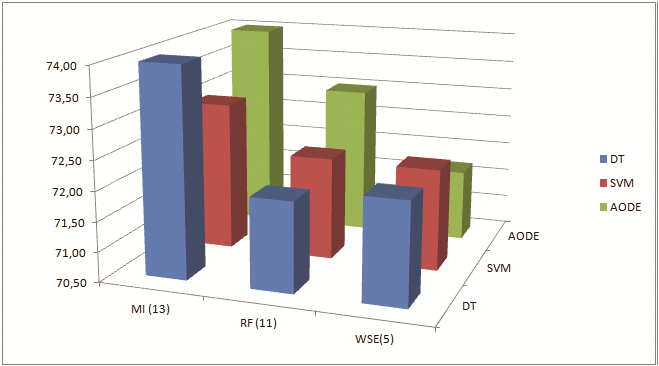 74,00
73,50
73,00
72,50
72,00
71,50
71,00
70,50
MI (13)
RF (11)
WSE(5)
DT
SVM
AODE
DT
SVM
AODE